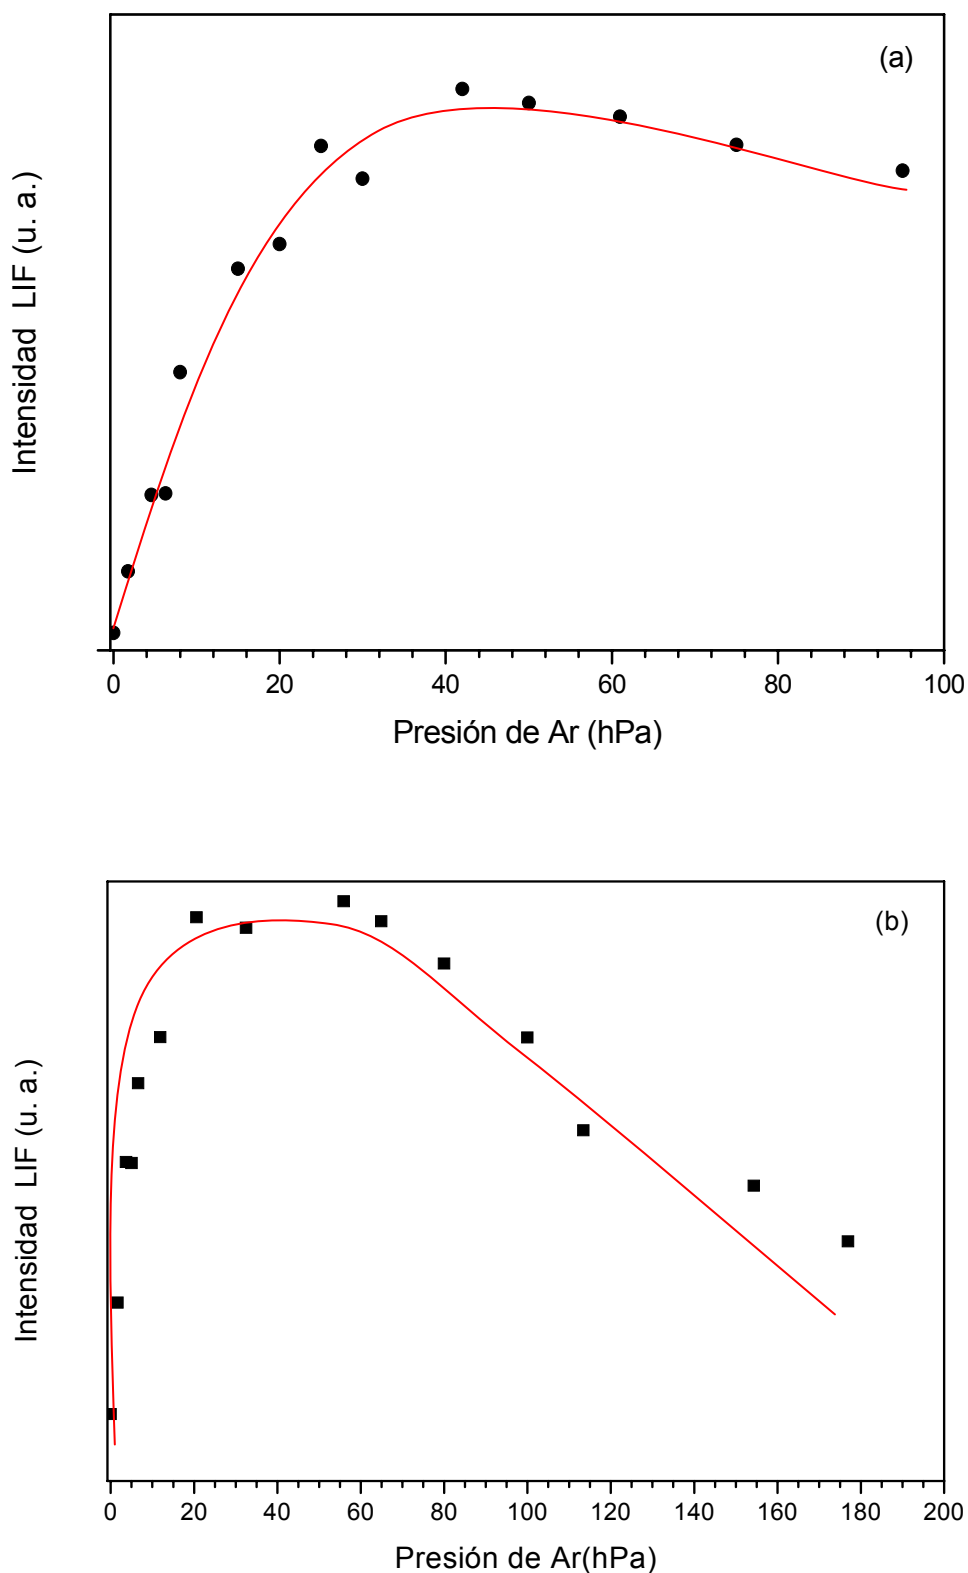 (a)
Intensidad LIF (u. a.)
0 20 40 60 80 100
Presión de Ar (hPa)
(b)
Intensidad LIF (u. a.)
0 20 40 60 80 100 120 140 160 180 200
Presión de Ar(hPa)